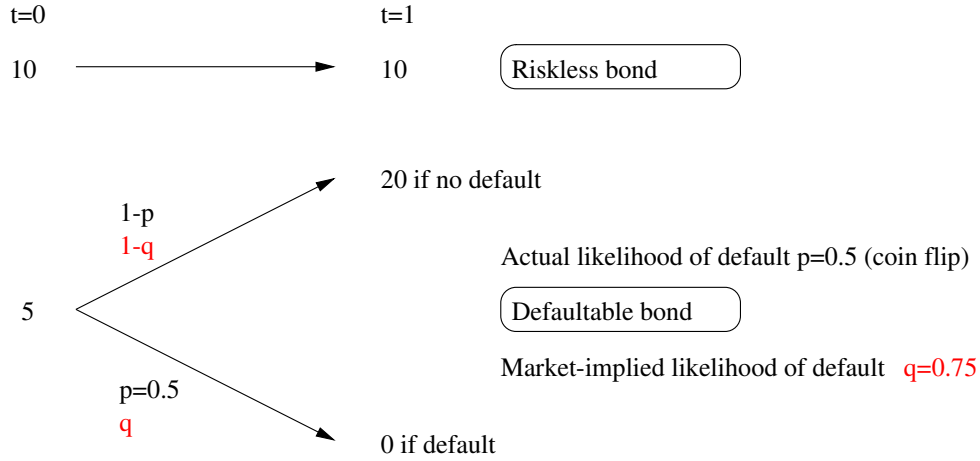 t=0 t=1
10 10 Riskless bond
20 if no default
1-p
1-q
Actual likelihood of default p=0.5 (coin flip)
5 Defaultable bond
Market-implied likelihood of default q=0.75
p=0.5
q
0 if default